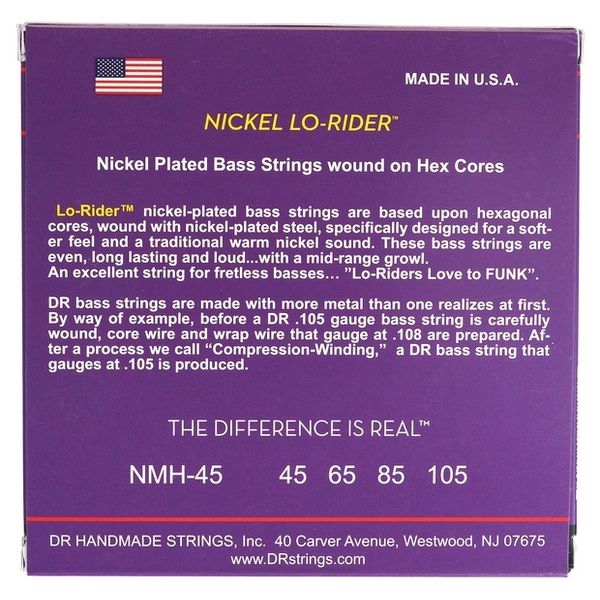 MADE IN U.S.A.
NICKEL LO-RIDER™
Nickel Plated Bass Strings wound on Hex Cores
Lo-Rider™ nickel-plated bass strings are based upon hexagonal
cores, wound with nickel-plated steel, specifically designed for a soft-
er feel and a traditional warm nickel sound. These bass strings are
even, long lasting and loud...with a mid-range growl.
An excellent string for fretless basses... ”Lo-Riders Love to FUNK”.
DR bass strings are made with more metal than one realizes at first.
By way of example, before a DR .105 gauge bass string is carefully
wound, core wire and wrap wire that gauge at .108 are prepared. Af-
ter a process we call “Compression-Winding,” a DR bass string that
gauges at .105 is produced.
THE DIFFERENCE IS REAL™
NMH-45 45 65 85 105
DR HANDMADE STRINGS, Inc. 40 Carver Avenue, Westwood, NJ 07675
www.DRstrings.com